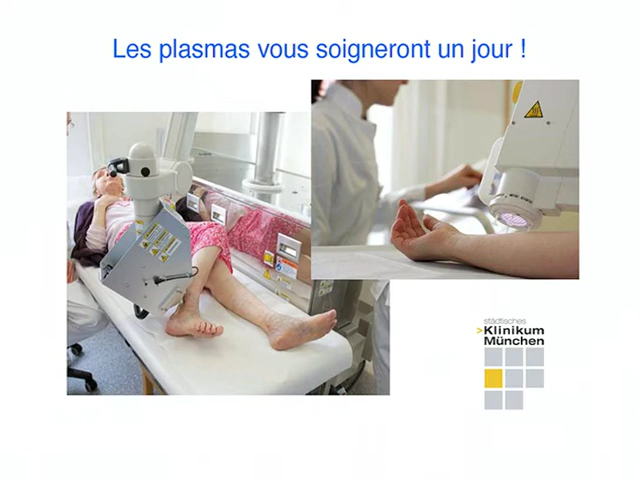 Les plasmas vous soigneront un jour !
städtisches
>Klinikum
München